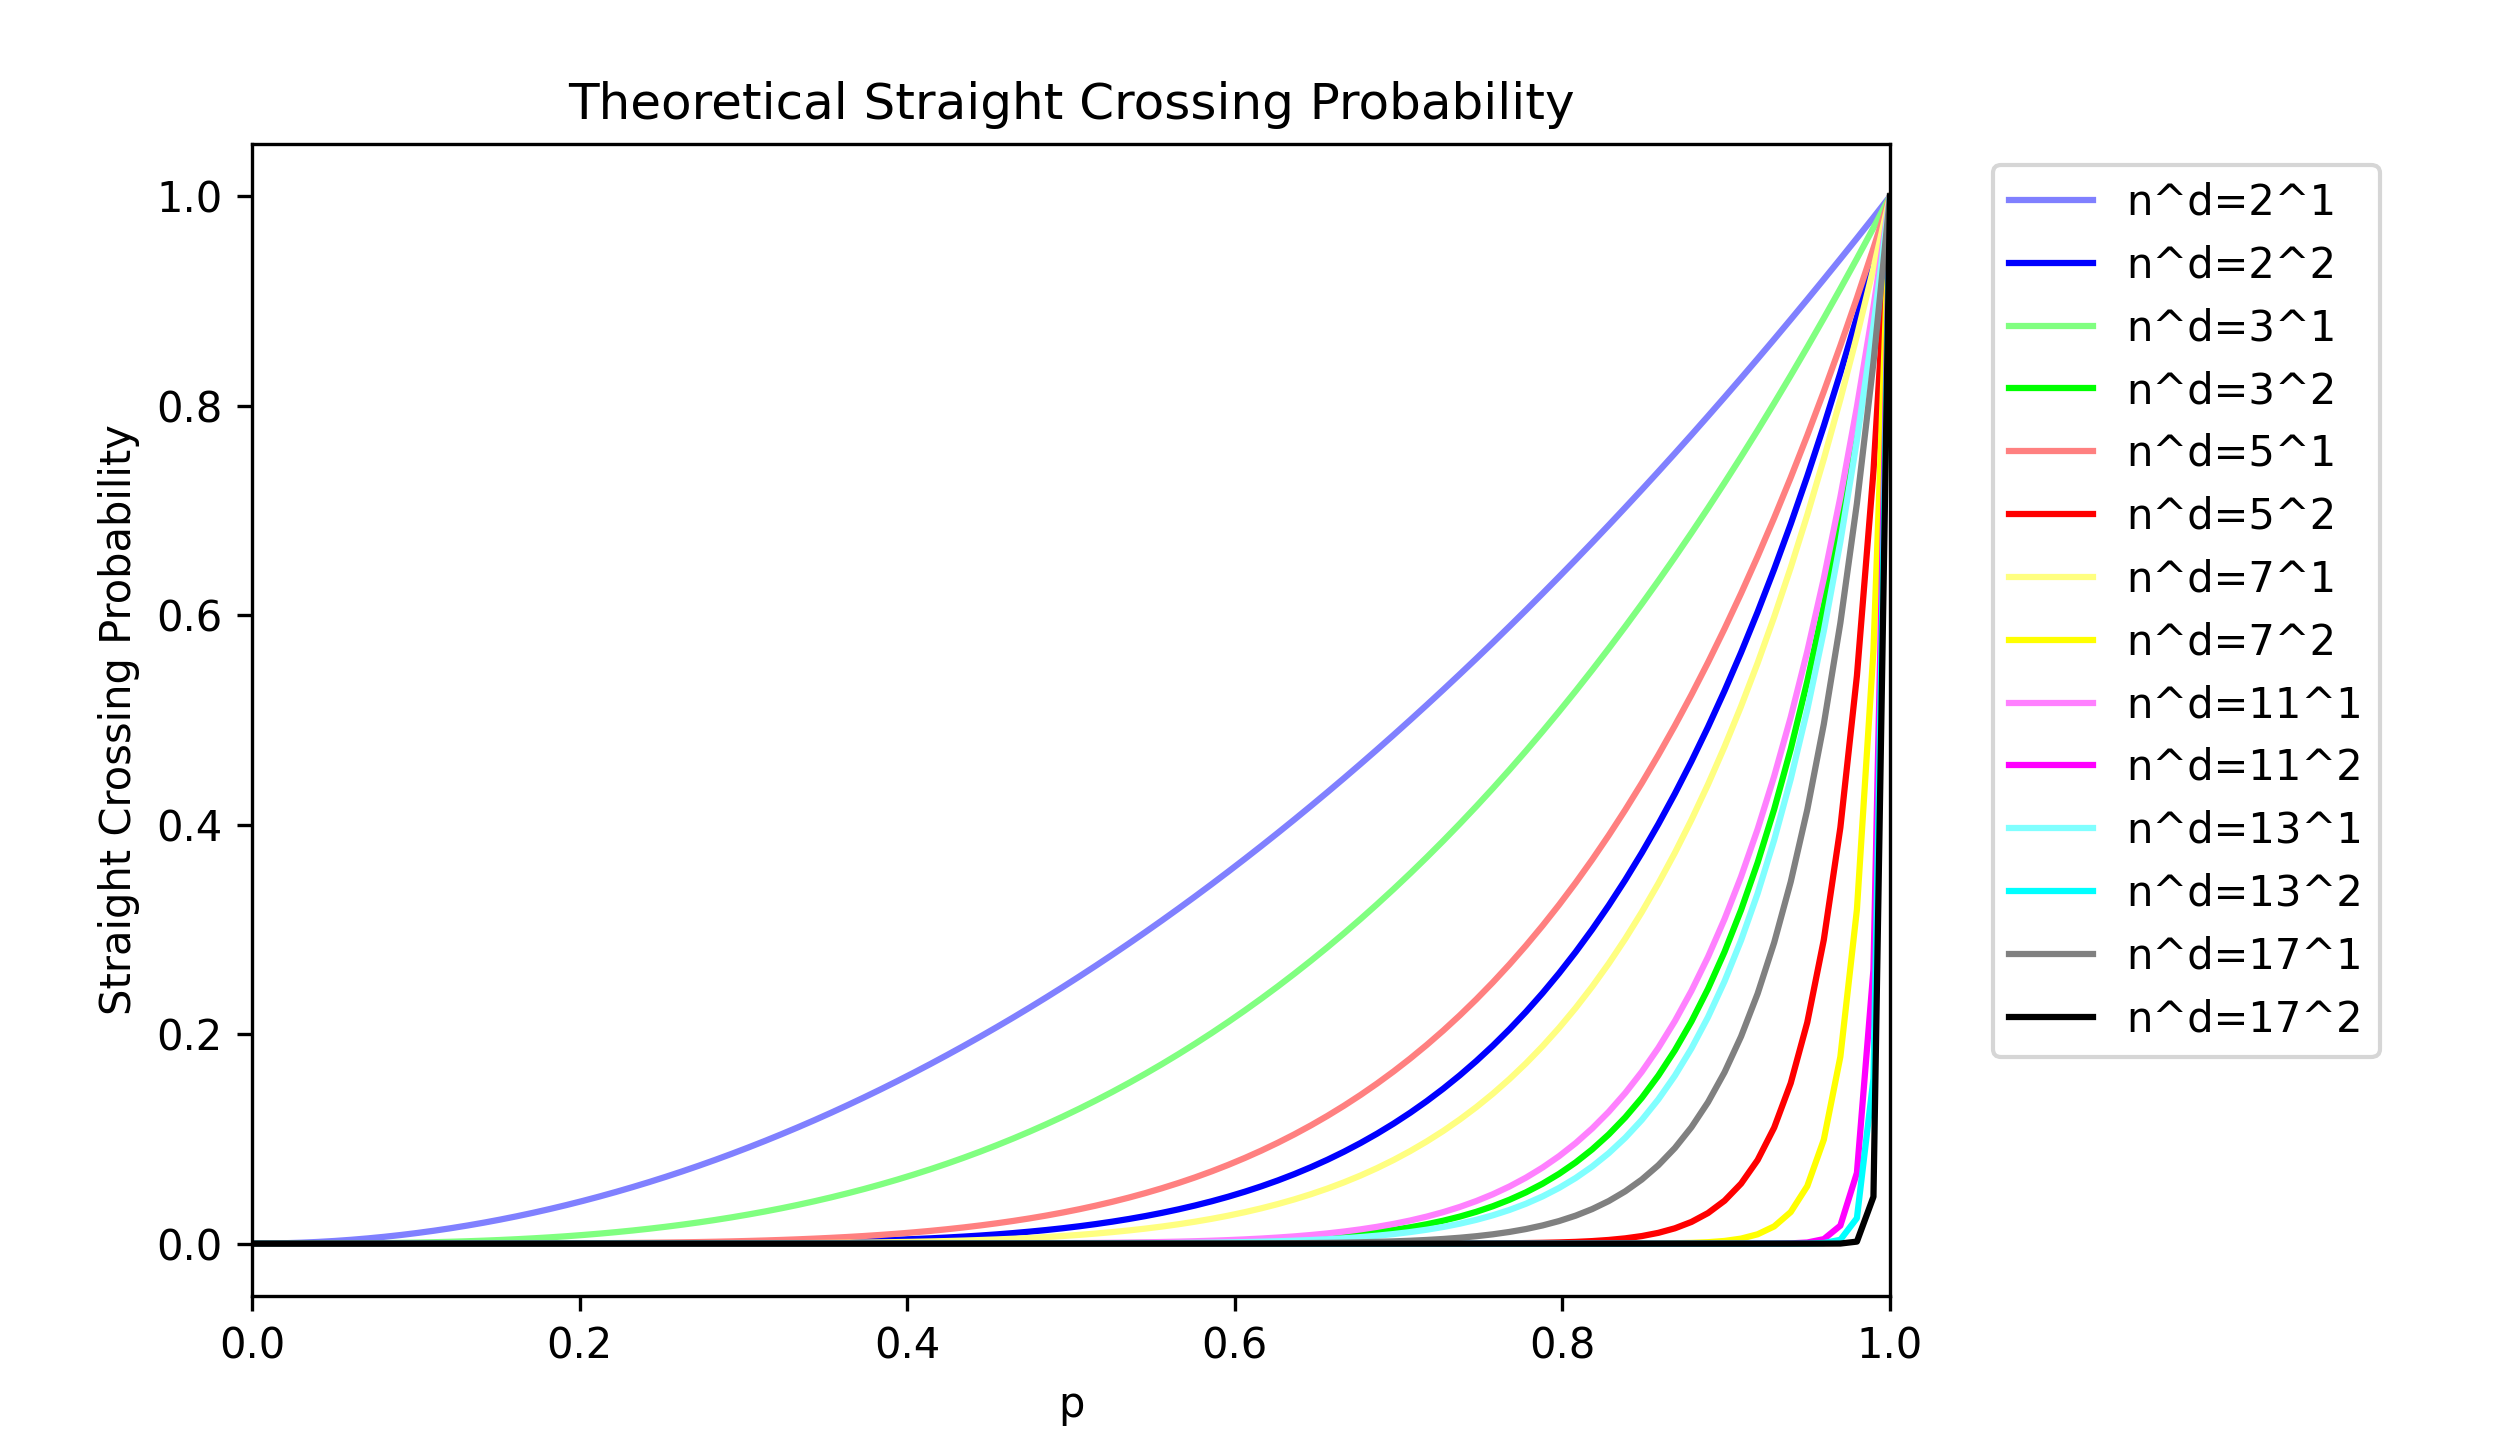 Theoretical Straight Crossing Probability
Straight Crossing Probability
1.0
0.8
0.6
0.4
0.2
0.0
0.0 0.2 0.4 0.6 0.8 1.0
p
n^d=2^1
n^d=2^2
n^d=3^1
n^d=3^2
n^d=5^1
n^d=5^2
n^d=7^1
n^d=7^2
n^d=11^1
n^d=11^2
n^d=13^1
n^d=13^2
n^d=17^1
n^d=17^2